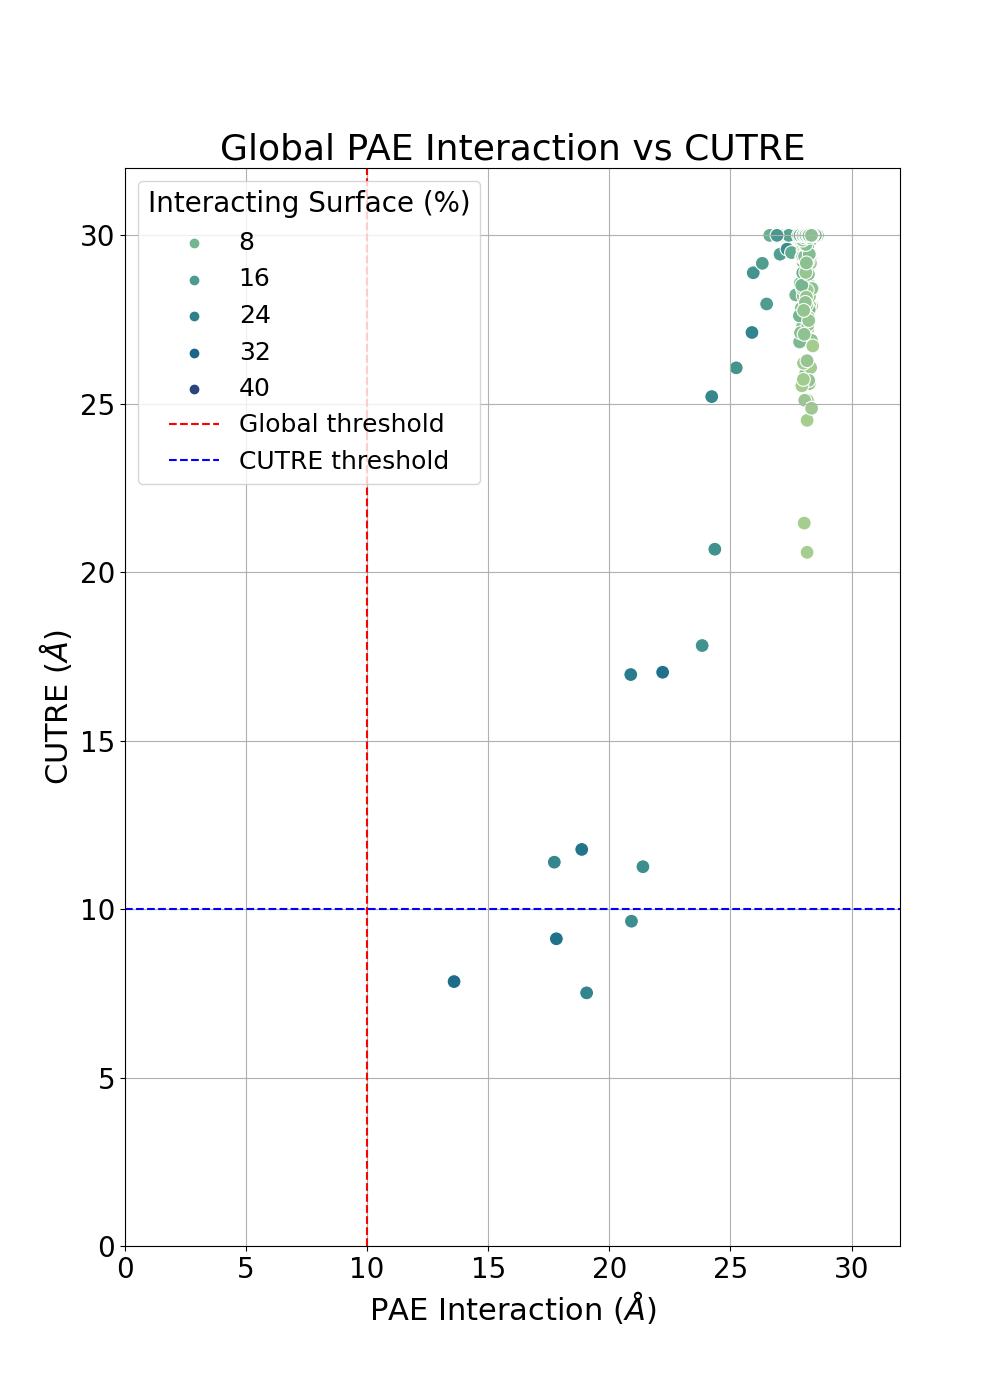 Global PAE Interaction vs CUTRE
Interacting Surface (%)
8
16
24
32
40
Global threshold
CUTRE threshold
30
25
20
15
10
5
0
CUTRE (Å)
0 5 10 15 20 25 30
PAE Interaction (Å)